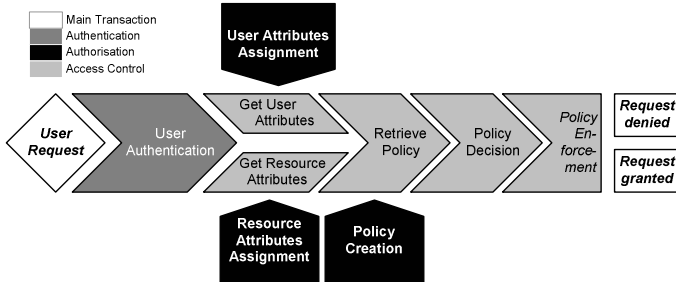 Main Transaction
Authentication
Authorisation
Access Control
User Attributes
Assignment
User
Request
User
Authentication
Get User
Attributes
Get Resource
Attributes
Retrieve
Policy
Policy
Decision
Policy
En-
force-
ment
Request
denied
Request
granted
Resource
Attributes
Assignment
Policy
Creation